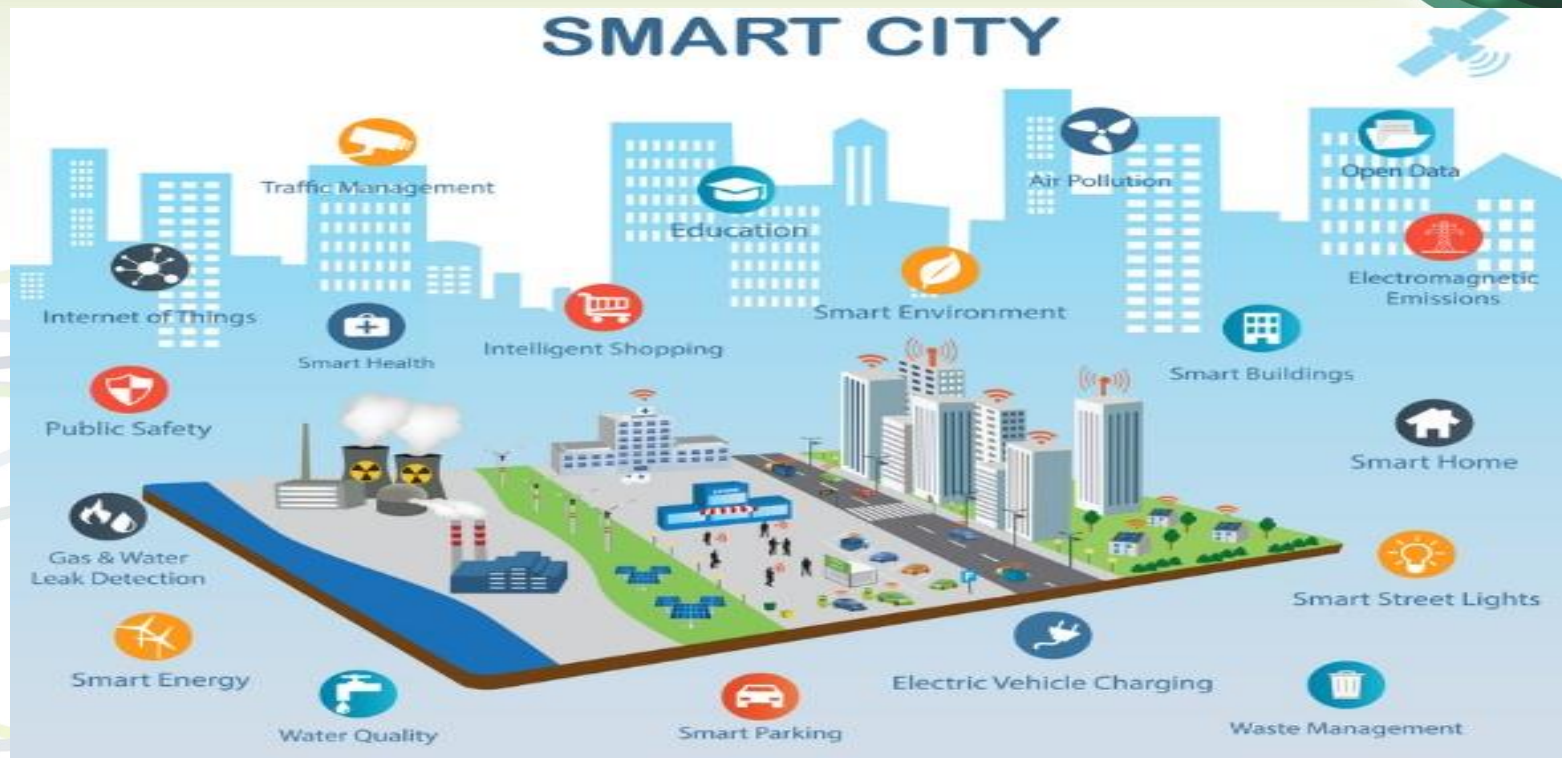 SMART CITY
Traffic Management
Education
Air Pollution
Open Data
Internet of Things
Smart Health
Intelligent Shopping
Smart Environment
Electromagnetic
Emissions
Smart Buildings
Public Safety
Smart Home
Gas & Water
Leak Detection
Smart Street Lights
Smart Energy
Water Quality
Smart Parking
Electric Vehicle Charging
Waste Management
P